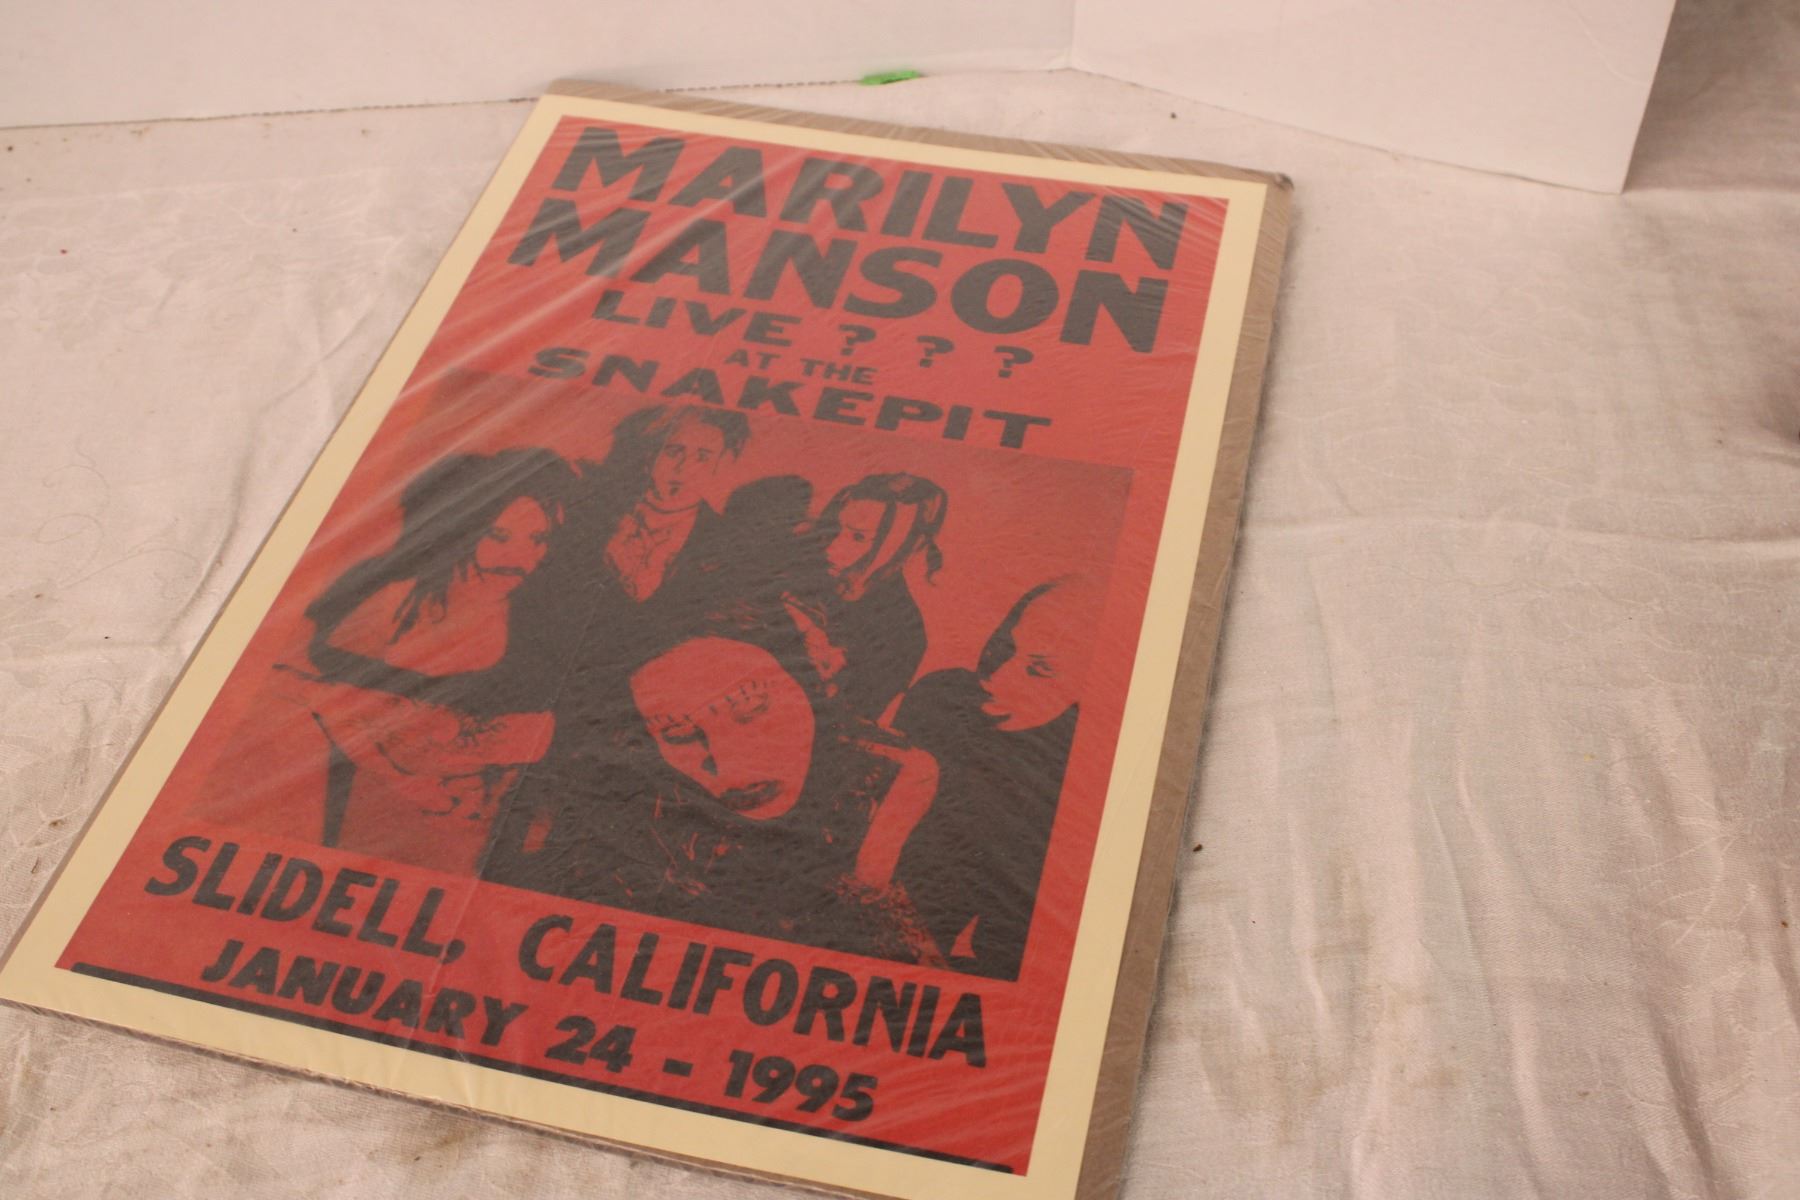 MARILYN
MANSON
LIVE ? ? ?
AT THE
SNAKEPIT
SLIDELL, CALIFORNIA
JANUARY 24 - 1995